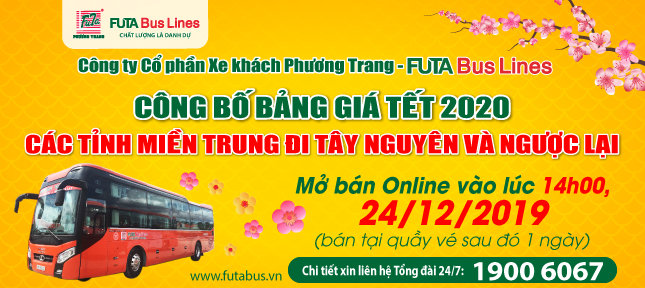 FUTA
PHƯƠNG TRANG
FUTA Bus Lines
CHẤT LƯỢNG LÀ DANH DỰ
Công ty Cổ phần Xe khách Phương Trang - FUTA Bus Lines
CÔNG BỐ BẢNG GIÁ TẾT 2020
CÁC TỈNH MIỀN TRUNG ĐI TÂY NGUYÊN VÀ NGƯỢC LẠI
Mở bán Online vào lúc 14h00,
24/12/2019
(bán tại quầy vé sau đó 1 ngày)
www.futabus.vn
Chi tiết xin liên hệ Tổng đài 24/7: 1900 6067